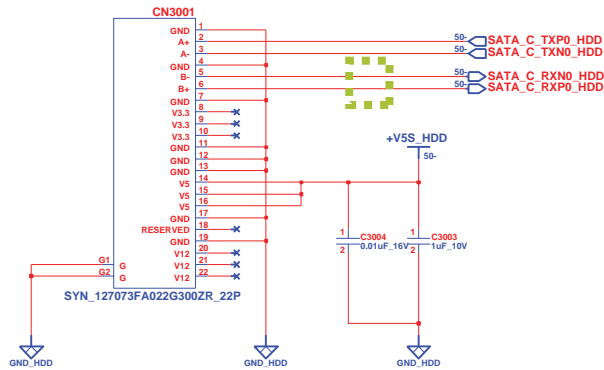 CN3001
GND 1
A+ 2 50- SATA_C_TXP0_HDD
A- 3 50- SATA_C_TXN0_HDD
GND 4
B- 5 50- SATA_C_RXN0_HDD
B+ 6 50- SATA_C_RXP0_HDD
GND 7
V3.3 8
V3.3 9
V3.3 10
GND 11
GND 12
GND 13
V5 14
V5 15
V5 16
GND 17
RESERVED 18
GND 19
V12 20
V12 21
V12 22
G1 G
G2 G
SYN_127073FA022G300ZR_22P
+V5S_HDD
50-
1 C3004
0.01uF_16V
2
1 C3003
1uF_10V
2
GND_HDD
GND_HDD
GND_HDD